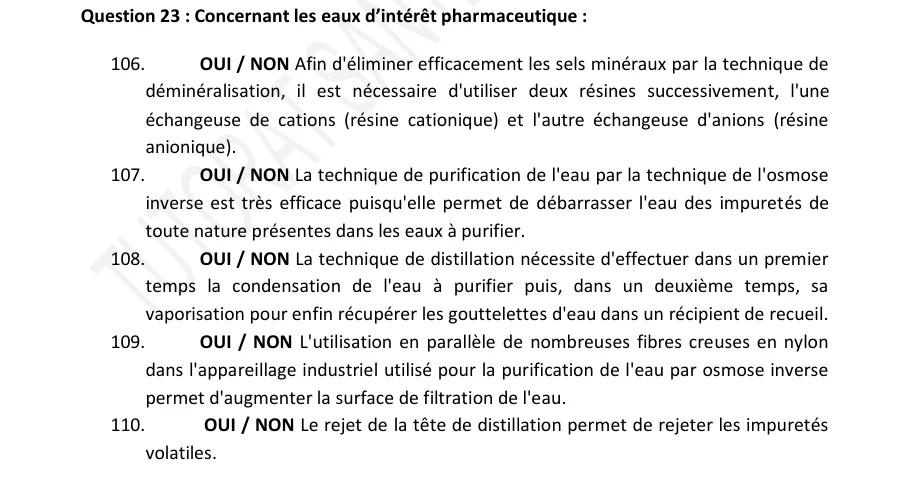 Question 23 : Concernant les eaux d’intérêt pharmaceutique :
106. OUI / NON Afin d'éliminer efficacement les sels minéraux par la technique de
déminéralisation, il est nécessaire d'utiliser deux résines successivement, l'une
échangeuse de cations (résine cationique) et l'autre échangeuse d'anions (résine
anionique).
107. OUI / NON La technique de purification de l'eau par la technique de l'osmose
inverse est très efficace puisqu'elle permet de débarrasser l'eau des impuretés de
toute nature présentes dans les eaux à purifier.
108. OUI / NON La technique de distillation nécessite d'effectuer dans un premier
temps la condensation de l'eau à purifier puis, dans un deuxième temps, sa
vaporisation pour enfin récupérer les gouttelettes d'eau dans un récipient de recueil.
109. OUI / NON L'utilisation en parallèle de nombreuses fibres creuses en nylon
dans l'appareillage industriel utilisé pour la purification de l'eau par osmose inverse
permet d'augmenter la surface de filtration de l'eau.
110. OUI / NON Le rejet de la tête de distillation permet de rejeter les impuretés
volatiles.
TUTORAT